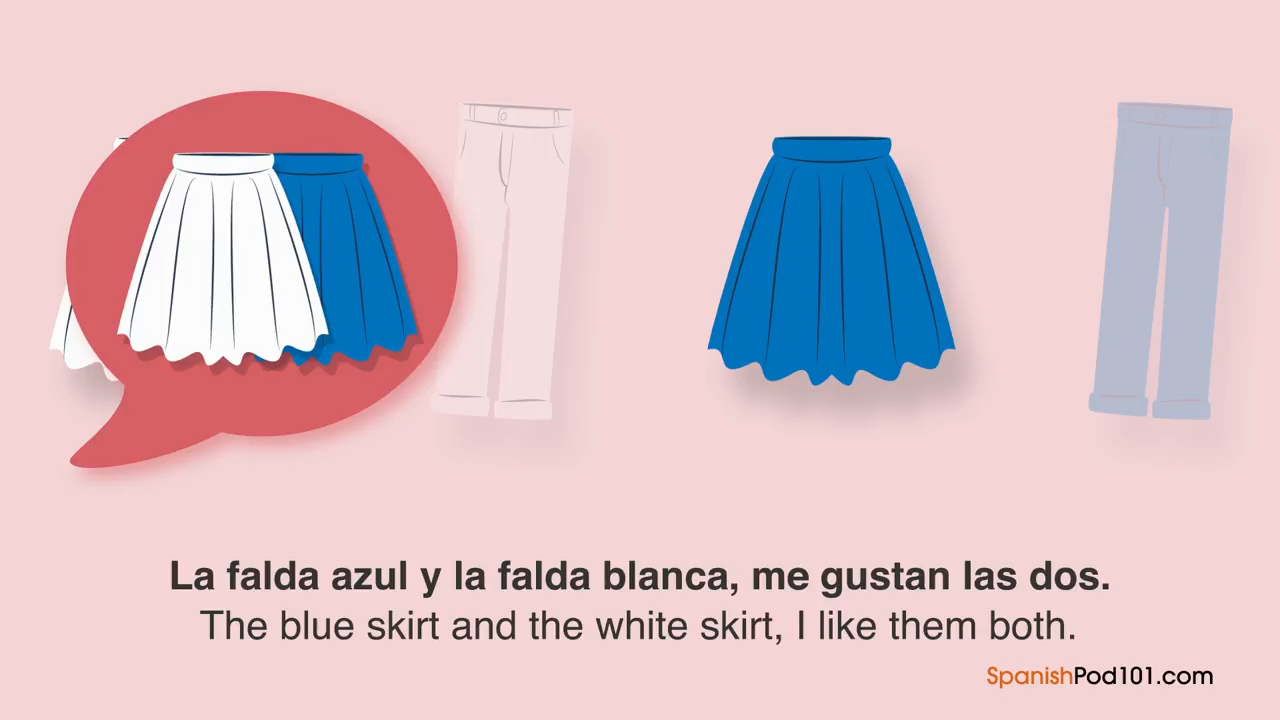 La falda azul y la falda blanca, me gustan las dos.
The blue skirt and the white skirt, I like them both.
SpanishPod101.com